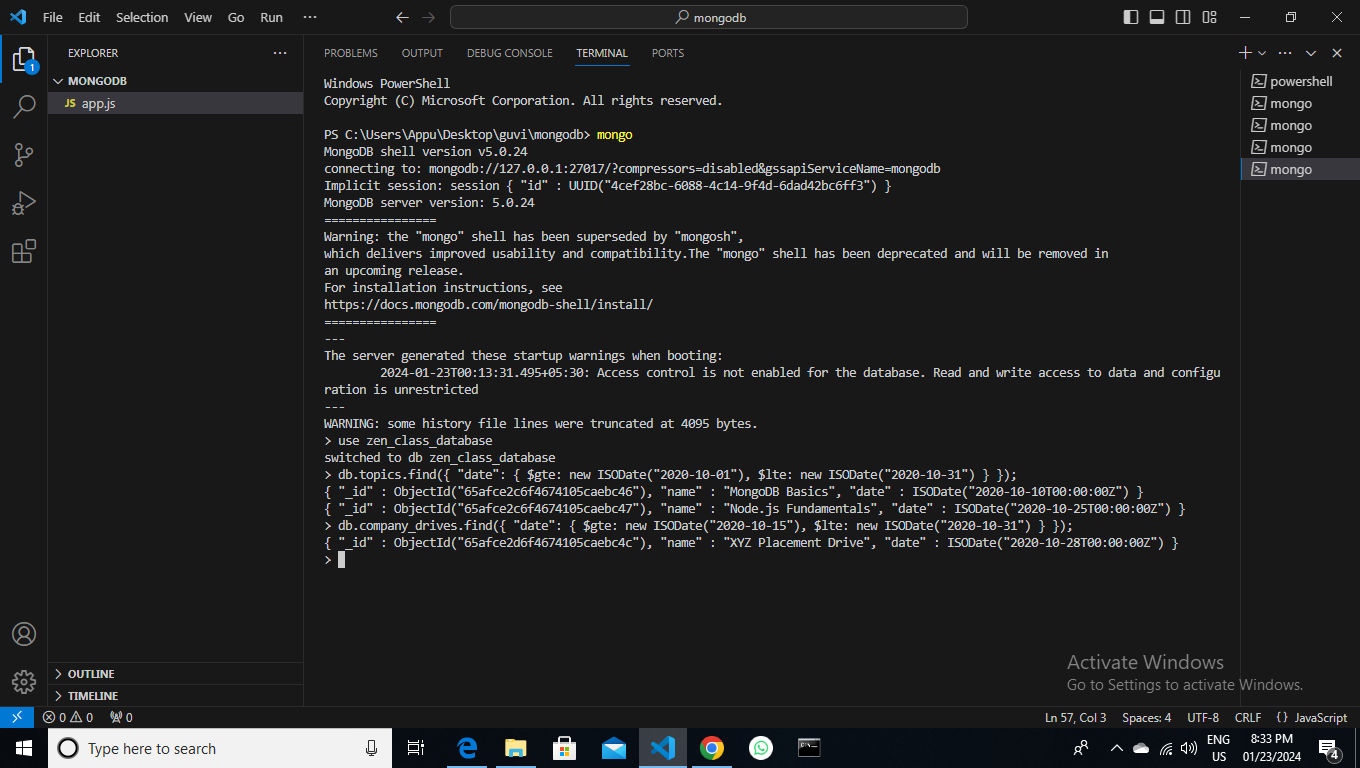 File Edit Selection View Go Run ···
mongodb
EXPLORER ···
1
MONGODB
JS app.js
OUTLINE
TIMELINE
PROBLEMS OUTPUT DEBUG CONSOLE TERMINAL PORTS
Windows PowerShell
Copyright (C) Microsoft Corporation. All rights reserved.
PS C:\Users\Appu\Desktop\guvi\mongodb> mongo
MongoDB shell version v5.0.24
connecting to: mongodb://127.0.0.1:27017/?compressors=disabled&gssapiServiceName=mongodb
Implicit session: session { "id" : UUID("4cef28bc-6088-4c14-9f4d-6dad42bc6ff3") }
MongoDB server version: 5.0.24
================
Warning: the "mongo" shell has been superseded by "mongosh",
which delivers improved usability and compatibility.The "mongo" shell has been deprecated and will be removed in
an upcoming release.
For installation instructions, see
https://docs.mongodb.com/mongodb-shell/install/
================
---
The server generated these startup warnings when booting:
2024-01-23T00:13:31.495+05:30: Access control is not enabled for the database. Read and write access to data and configu
ration is unrestricted
---
WARNING: some history file lines were truncated at 4095 bytes.
> use zen_class_database
switched to db zen_class_database
> db.topics.find({ "date": { $gte: new ISODate("2020-10-01"), $lte: new ISODate("2020-10-31") } });
{ "_id" : ObjectId("65afce2c6f4674105caebc46"), "name" : "MongoDB Basics", "date" : ISODate("2020-10-10T00:00:00Z") }
{ "_id" : ObjectId("65afce2c6f4674105caebc47"), "name" : "Node.js Fundamentals", "date" : ISODate("2020-10-25T00:00:00Z") }
> db.company_drives.find({ "date": { $gte: new ISODate("2020-10-15"), $lte: new ISODate("2020-10-31") } });
{ "_id" : ObjectId("65afce2d6f4674105caebc4c"), "name" : "XYZ Placement Drive", "date" : ISODate("2020-10-28T00:00:00Z") }
>
powershell
mongo
mongo
mongo
mongo
Activate Windows
Go to Settings to activate Windows.
0 0 0
Ln 57, Col 3 Spaces: 4 UTF-8 CRLF { } JavaScript
Type here to search
ENG
US
8:33 PM
01/23/2024
4